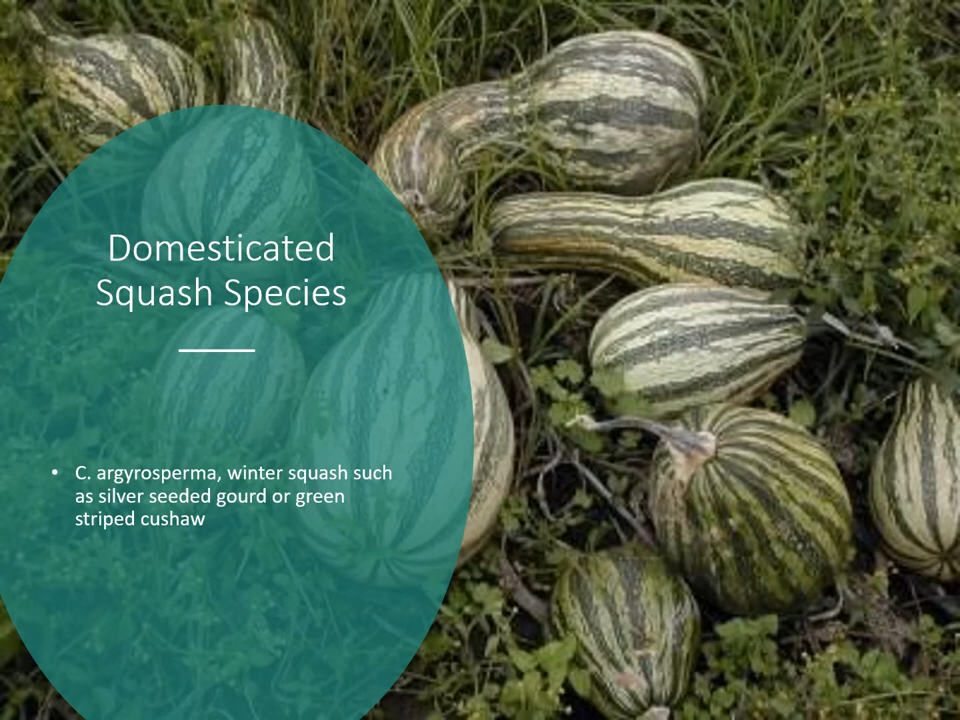 Domesticated
Squash Species
• C. argyrosperma, winter squash such
as silver seeded gourd or green
striped cushaw